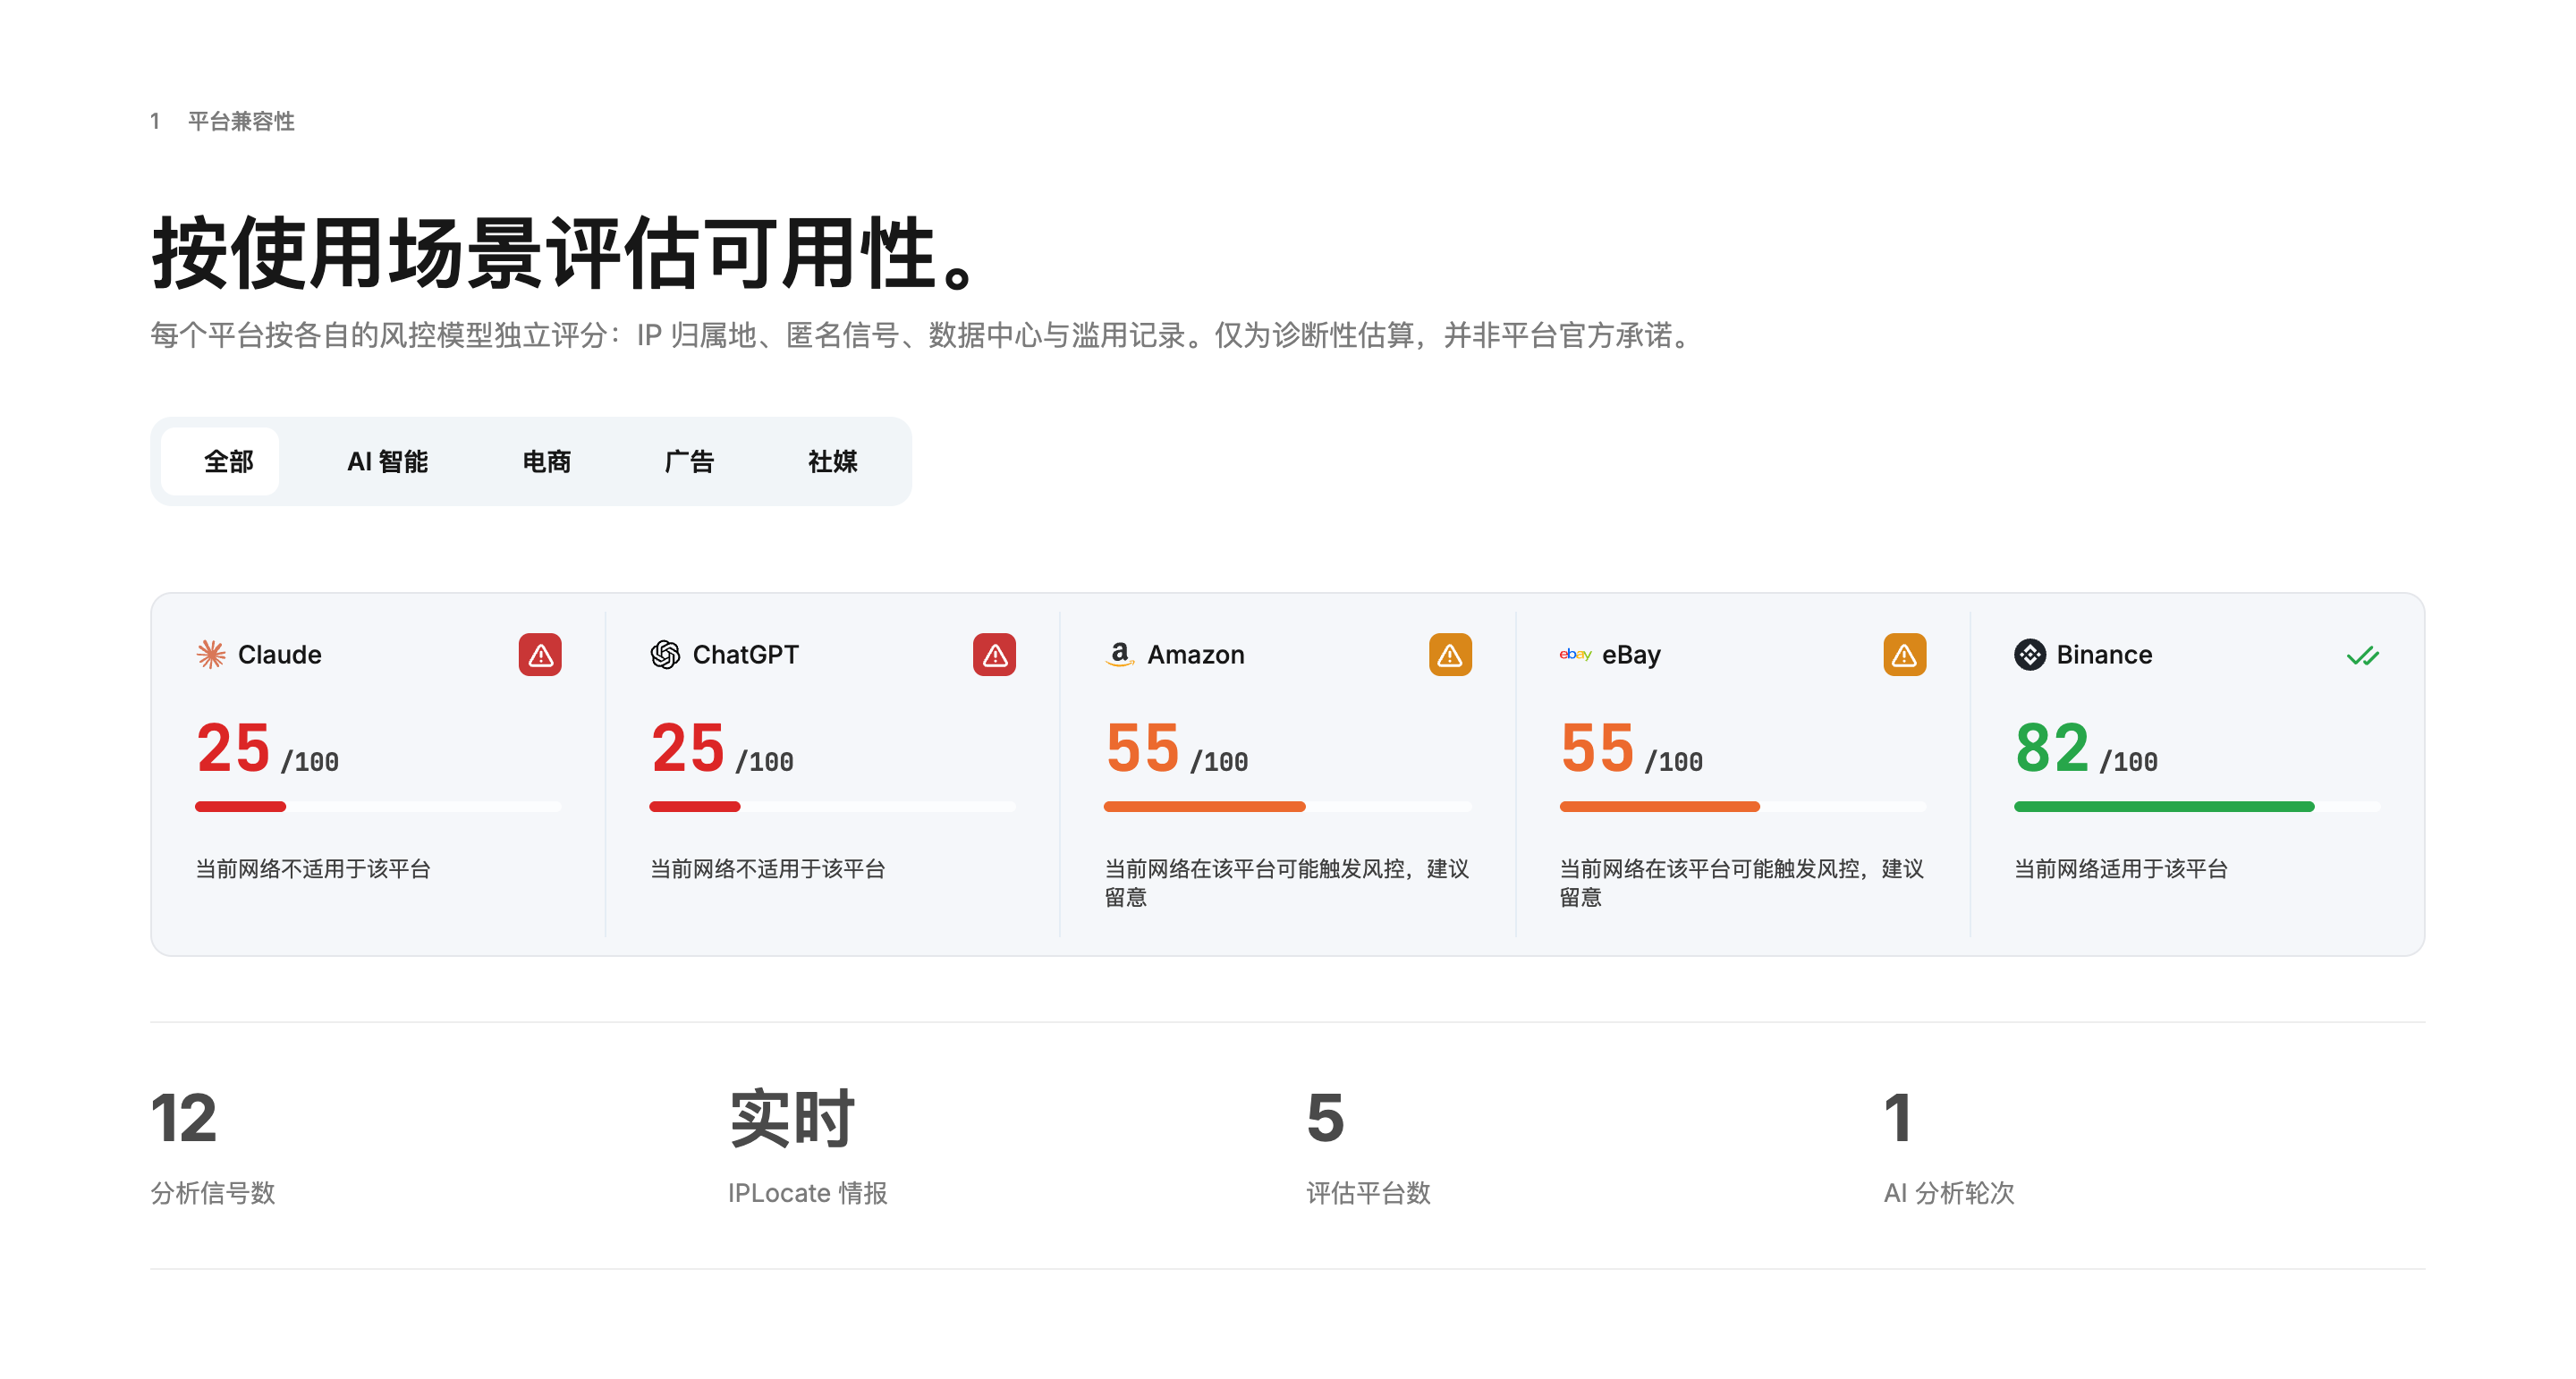 1 平台兼容性
按使用场景评估可用性。
每个平台按各自的风控模型独立评分：IP 归属地、匿名信号、数据中心与滥用记录。仅为诊断性估算，并非平台官方承诺。
全部 AI 智能 电商 广告 社媒
Claude
25 /100
当前网络不适用于该平台
ChatGPT
25 /100
当前网络不适用于该平台
a Amazon
55 /100
当前网络在该平台可能触发风控，建议
留意
ebay eBay
55 /100
当前网络在该平台可能触发风控，建议
留意
Binance
82 /100
当前网络适用于该平台
12
分析信号数
实时
IPLocate 情报
5
评估平台数
1
AI 分析轮次